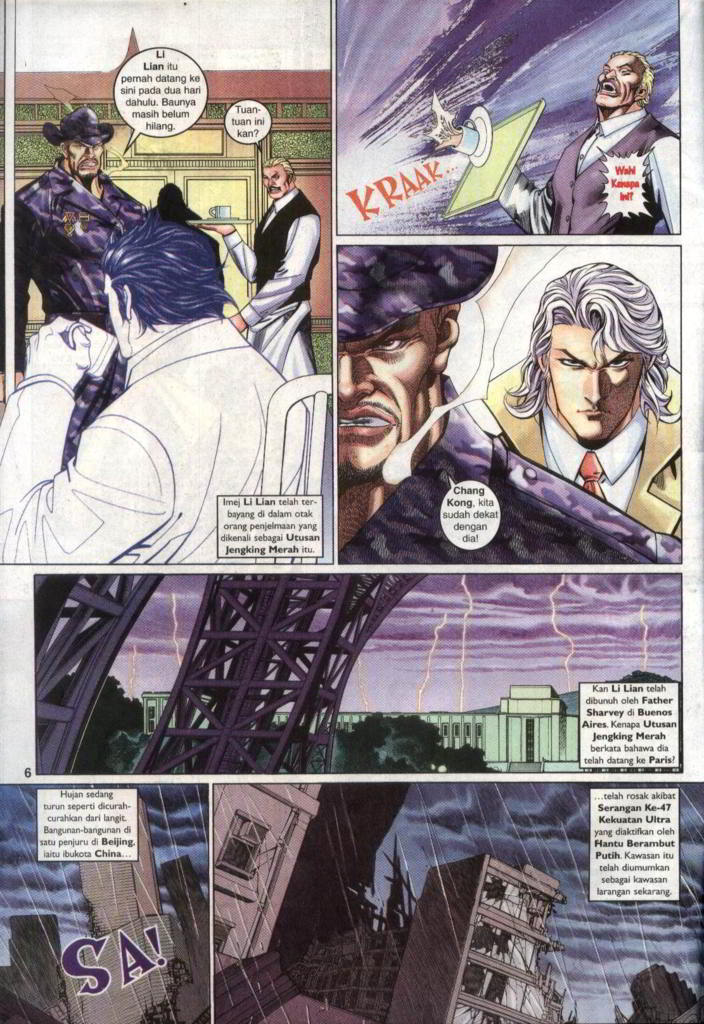 Li
Lian itu
pernah datang ke
sini pada dua hari
dahulu. Baunya
masih belum
hilang.
Tuan-
tuan ini
kan?
Imej Li Lian telah ter-
bayang di dalam otak
orang penjelmaan yang
dikenali sebagai Utusan
Jengking Merah itu.
KRAAK...
Wah!
Kenapa
ini?
Chang
Kong, kita
sudah dekat
dengan
dia!
Kan Li Lian telah
dibunuh oleh Father
Sharvey di Buenos
Aires. Kenapa Utusan
Jengking Merah
berkata bahawa dia
telah datang ke Paris?
6
Hujan sedang
turun seperti dicurah-
curahkan dari langit.
Bangunan-bangunan di
satu penjuru di Beijing,
iaitu ibukota China...
SA!
...telah rosak akibat
Serangan Ke-47
Kekuatan Ultra
yang diaktifkan oleh
Hantu Berambut
Putih. Kawasan itu
telah diumumkan
sebagai kawasan
larangan sekarang.